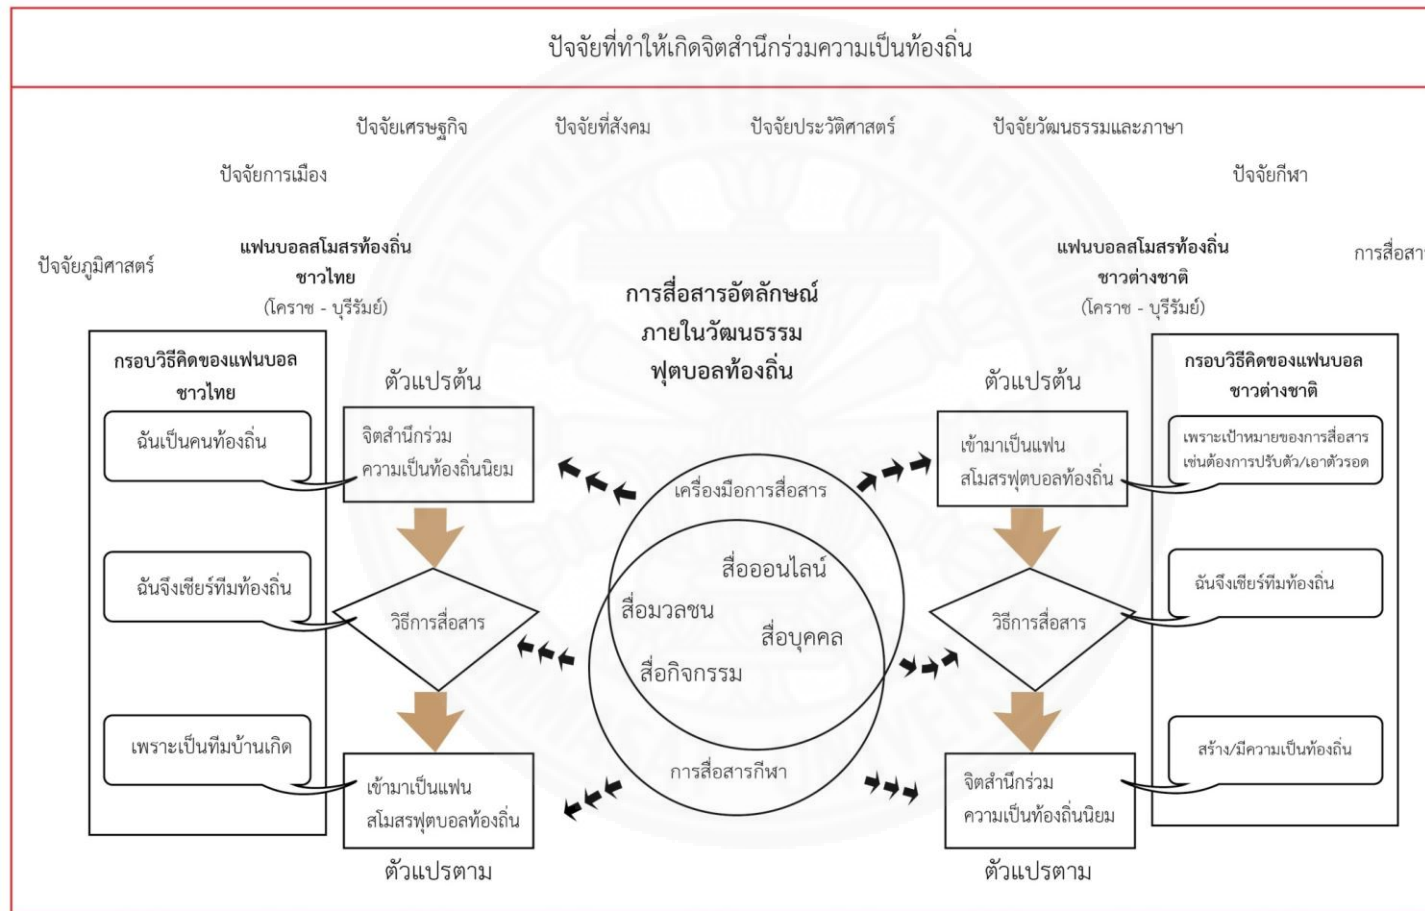 ปัจจัยที่ทำให้เกิดจิตสำนึกร่วมความเป็นท้องถิ่น
ปัจจัยเศรษฐกิจ
ปัจจัยที่สังคม
ปัจจัยประวัติศาสตร์
ปัจจัยวัฒนธรรมและภาษา
ปัจจัยการเมือง
ปัจจัยกีฬา
ปัจจัยภูมิศาสตร์
การสื่อสาร
แฟนบอลสโมสรท้องถิ่น
ชาวไทย
(โคราช - บุรีรัมย์)
การสื่อสารอัตลักษณ์
ภายในวัฒนธรรม
ฟุตบอลท้องถิ่น
แฟนบอลสโมสรท้องถิ่น
ชาวต่างชาติ
(โคราช - บุรีรัมย์)
กรอบวิธีคิดของแฟนบอล
ชาวไทย
ฉันเป็นคนท้องถิ่น
ฉันจึงเชียร์ทีมท้องถิ่น
เพราะเป็นทีมบ้านเกิด
ตัวแปรต้น
จิตสำนึกร่วม
ความเป็นท้องถิ่นนิยม
วิธีการสื่อสาร
เข้ามาเป็นแฟน
สโมสรฟุตบอลท้องถิ่น
ตัวแปรตาม
เครื่องมือการสื่อสาร
สื่อออนไลน์
สื่อมวลชน
สื่อบุคคล
สื่อกิจกรรม
การสื่อสารกีฬา
ตัวแปรต้น
เข้ามาเป็นแฟน
สโมสรฟุตบอลท้องถิ่น
วิธีการสื่อสาร
จิตสำนึกร่วม
ความเป็นท้องถิ่นนิยม
ตัวแปรตาม
กรอบวิธีคิดของแฟนบอล
ชาวต่างชาติ
เพราะเป้าหมายของการสื่อสาร
เช่นต้องการปรับตัว/เอาตัวรอด
ฉันจึงเชียร์ทีมท้องถิ่น
สร้าง/มีความเป็นท้องถิ่น